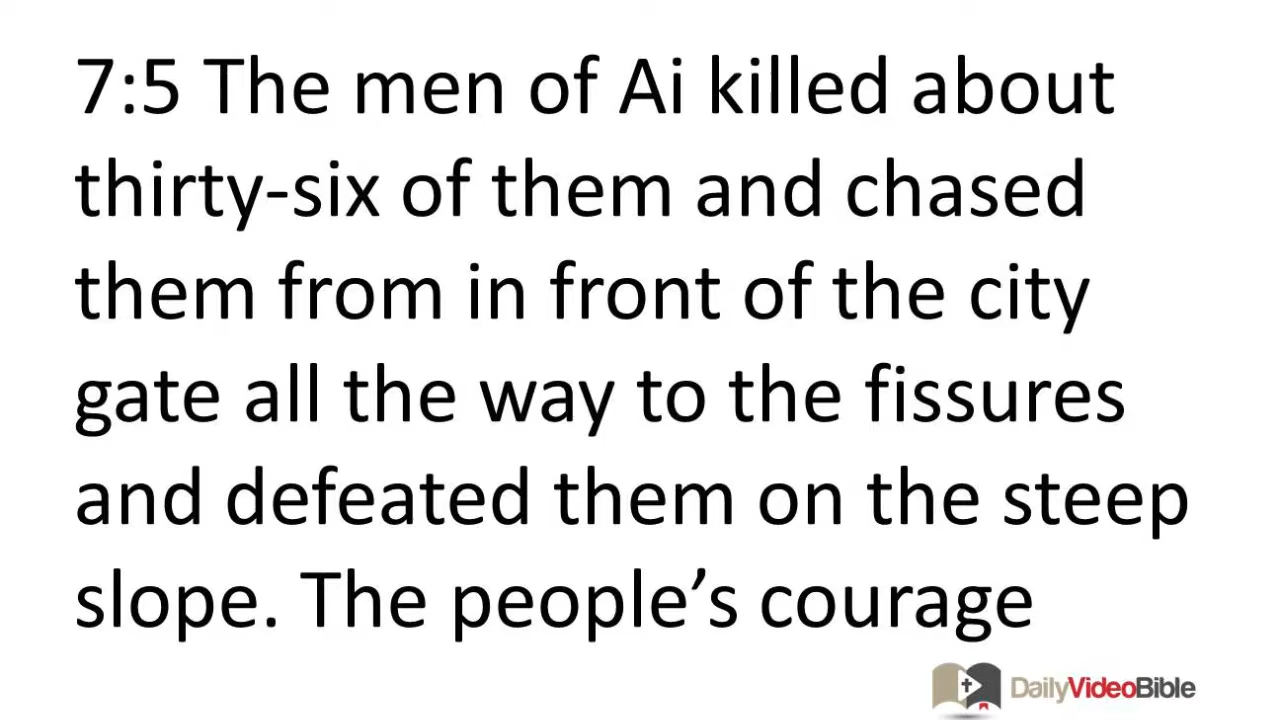 7:5 The men of Ai killed about
thirty-six of them and chased
them from in front of the city
gate all the way to the fissures
and defeated them on the steep
slope. The people’s courage
DailyVideoBible